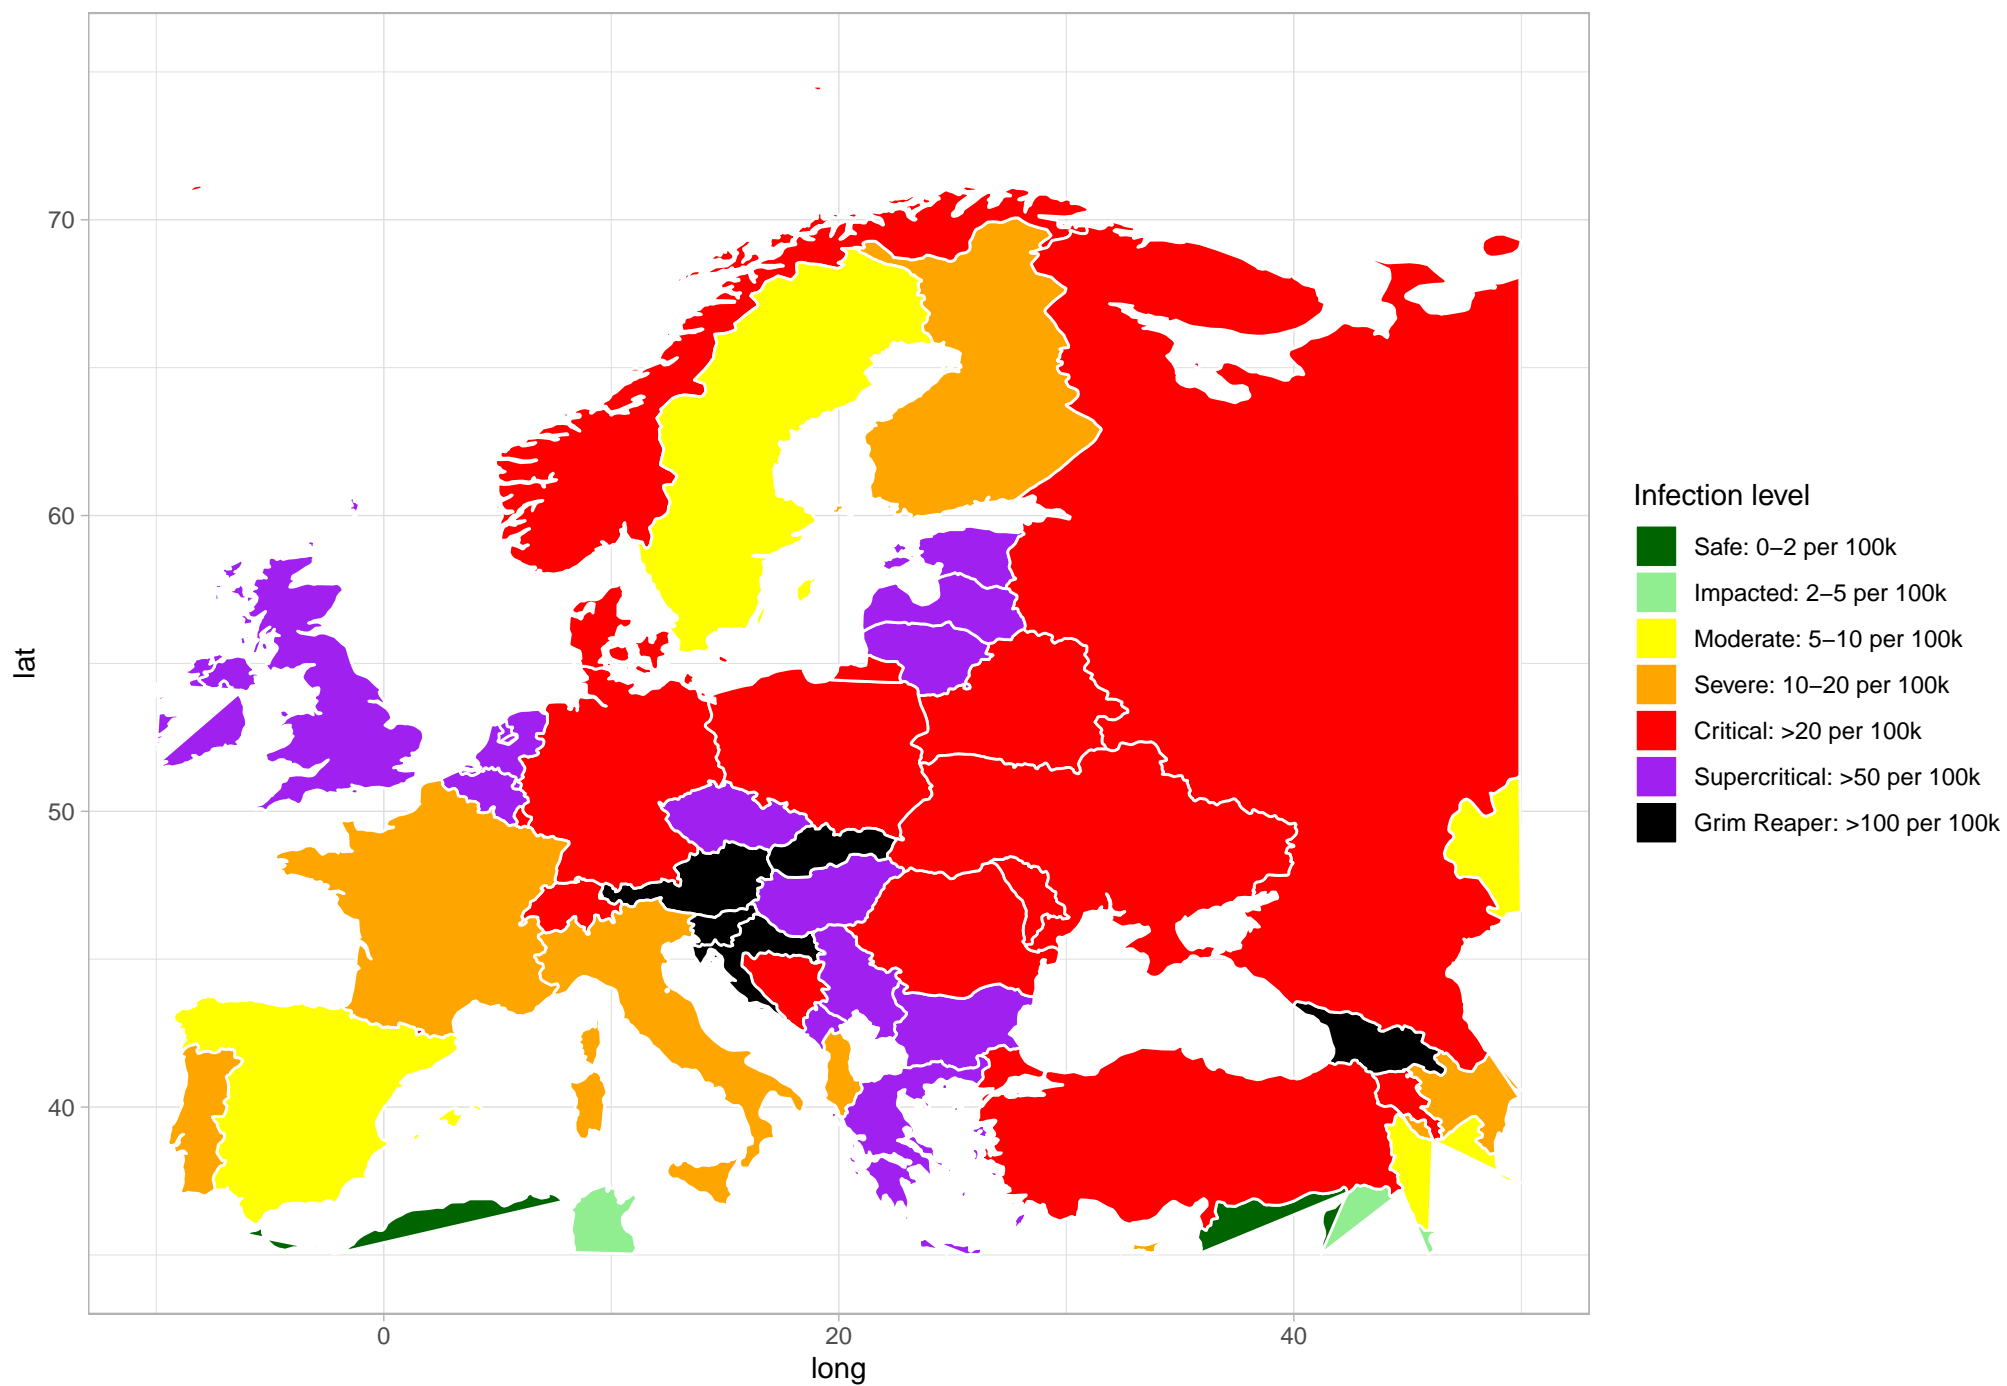 70
60
50
40
lat
0
20
40
long
Infection level
Safe: 0−2 per 100k
Impacted: 2−5 per 100k
Moderate: 5−10 per 100k
Severe: 10−20 per 100k
Critical: >20 per 100k
Supercritical: >50 per 100k
Grim Reaper: >100 per 100k